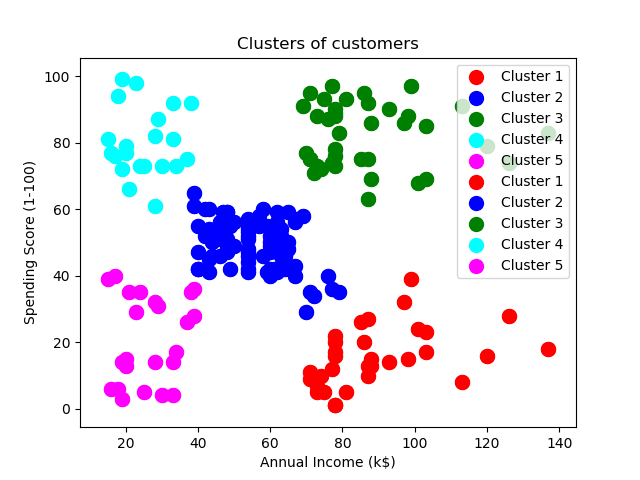 Clusters of customers
Spending Score (1-100)
100
80
60
40
20
0
20
40
60
80
100
120
140
Annual Income (k$)
Cluster 1
Cluster 2
Cluster 3
Cluster 4
Cluster 5
Cluster 1
Cluster 2
Cluster 3
Cluster 4
Cluster 5